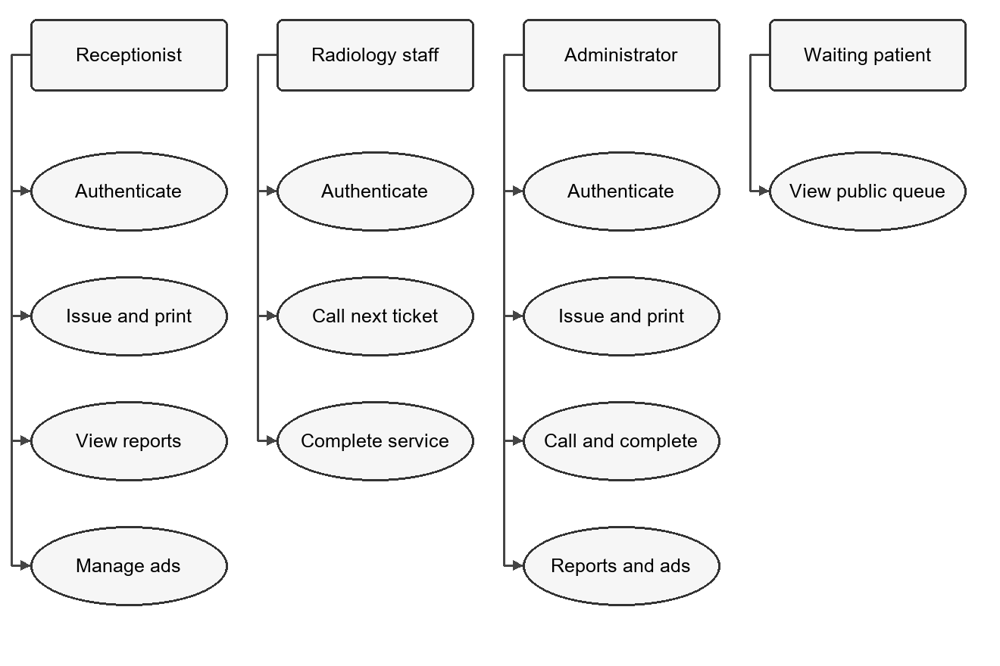 Receptionist
Radiology staff
Administrator
Waiting patient
Authenticate
Authenticate
Authenticate
View public queue
Issue and print
Call next ticket
Issue and print
View reports
Complete service
Call and complete
Manage ads
Reports and ads